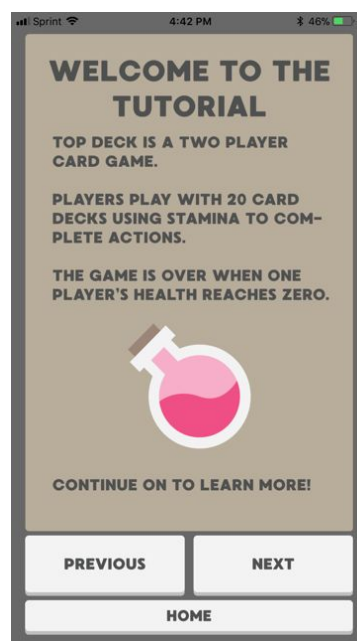 Sprint 4:42 PM 46%
WELCOME TO THE
TUTORIAL
TOP DECK IS A TWO PLAYER
CARD GAME.
PLAYERS PLAY WITH 20 CARD
DECKS USING STAMINA TO COM-
PLETE ACTIONS.
THE GAME IS OVER WHEN ONE
PLAYER'S HEALTH REACHES ZERO.
CONTINUE ON TO LEARN MORE!
PREVIOUS NEXT
HOME